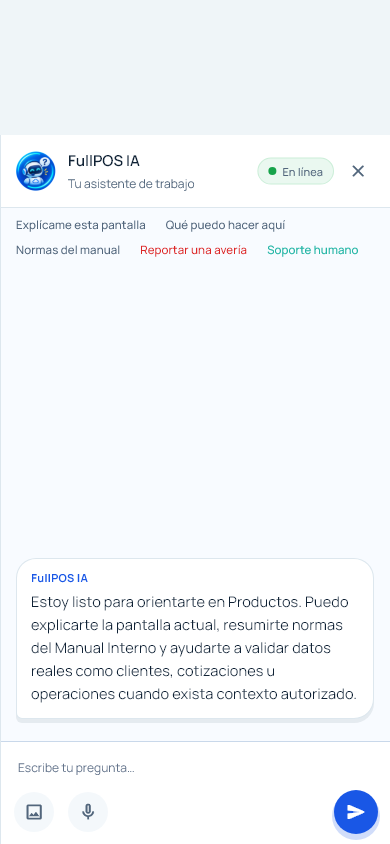 FullPOS IA
Tu asistente de trabajo
En línea
Explícame esta pantalla
Qué puedo hacer aquí
Normas del manual
Reportar una avería
Soporte humano
FullPOS IA
Estoy listo para orientarte en Productos. Puedo
explicarte la pantalla actual, resumirte normas
del Manual Interno y ayudarte a validar datos
reales como clientes, cotizaciones u
operaciones cuando exista contexto autorizado.
Escribe tu pregunta...